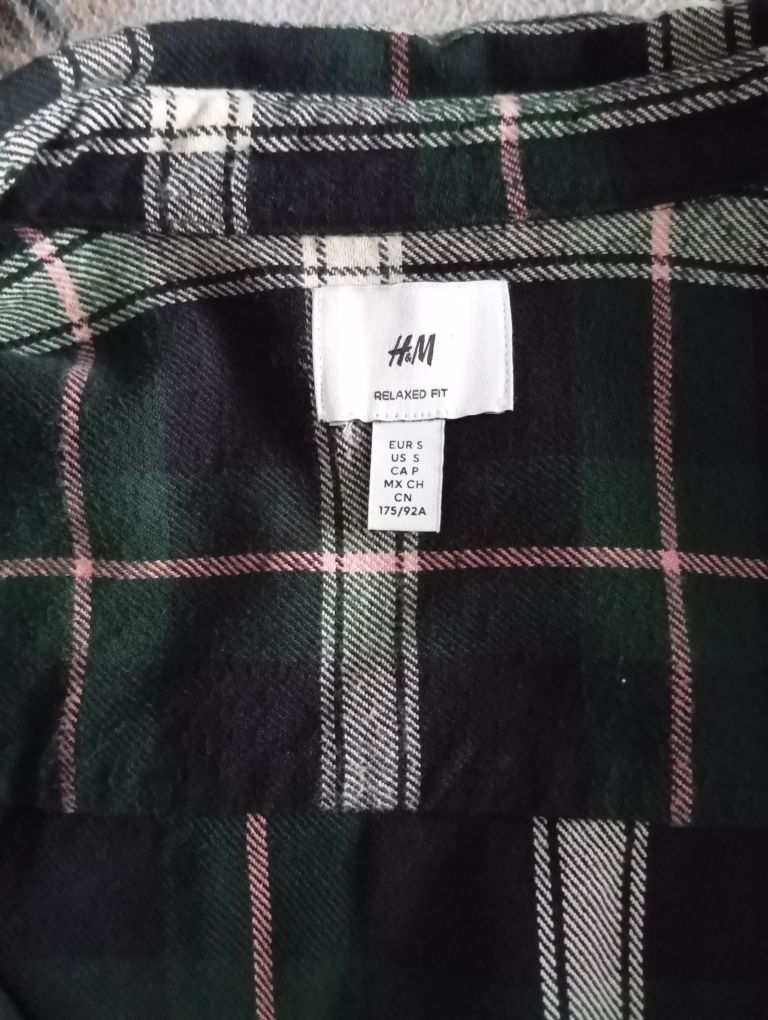 H&M
RELAXED FIT
EUR S
US S
CA P
MX CH
CN
175/92A